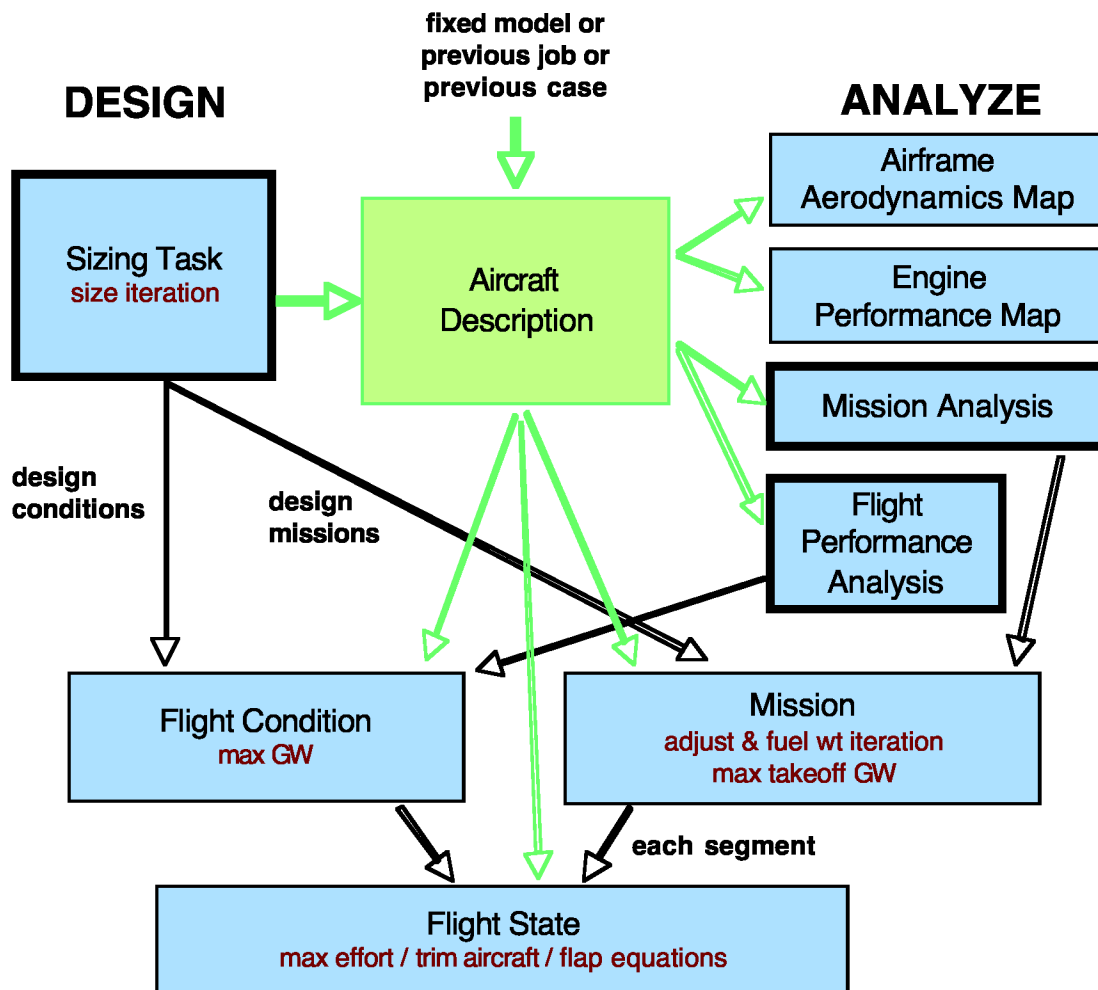 fixed model or
previous job or
previous case
DESIGN
ANALYZE
Airframe
Aerodynamics Map
Sizing Task
size iteration
Aircraft
Description
Engine
Performance Map
Mission Analysis
design
conditions
design
missions
Flight
Performance
Analysis
Flight Condition
max GW
Mission
adjust & fuel wt iteration
max takeoff GW
each segment
Flight State
max effort / trim aircraft / flap equations